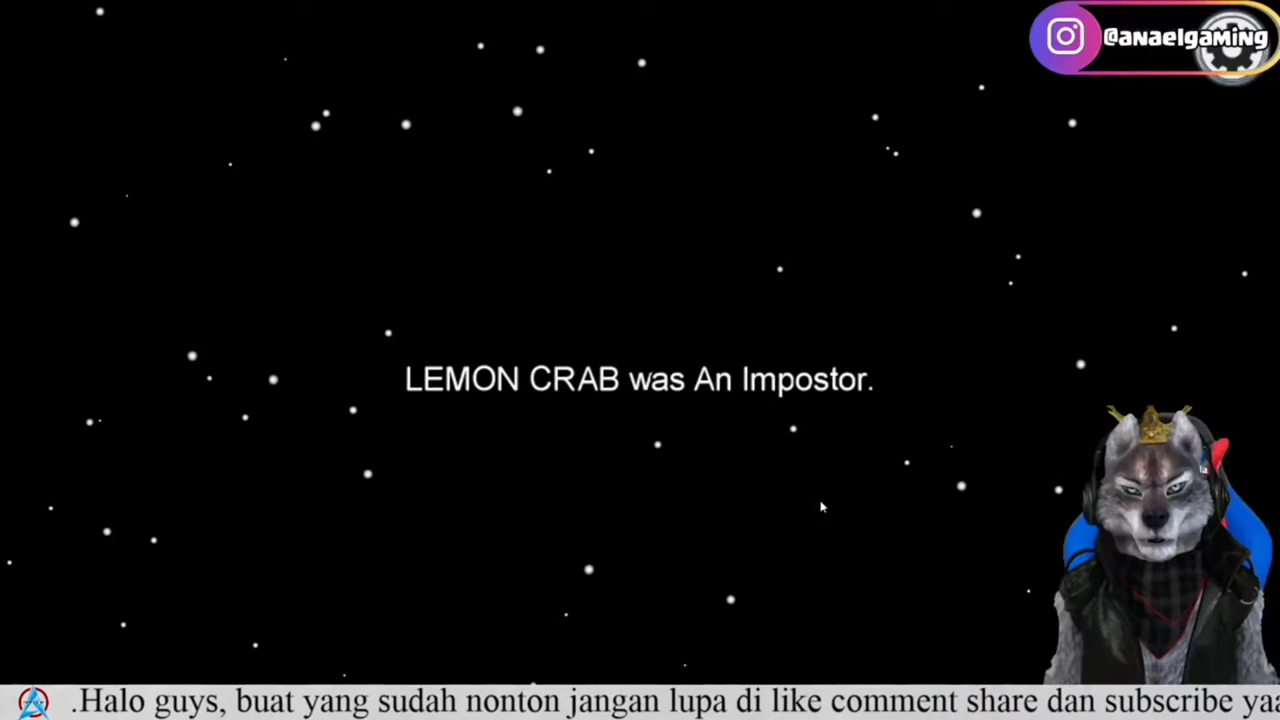 @anaelgaming
LEMON CRAB was An Impostor.
.Halo guys, buat yang sudah nonton jangan lupa di like comment share dan subscribe yaa